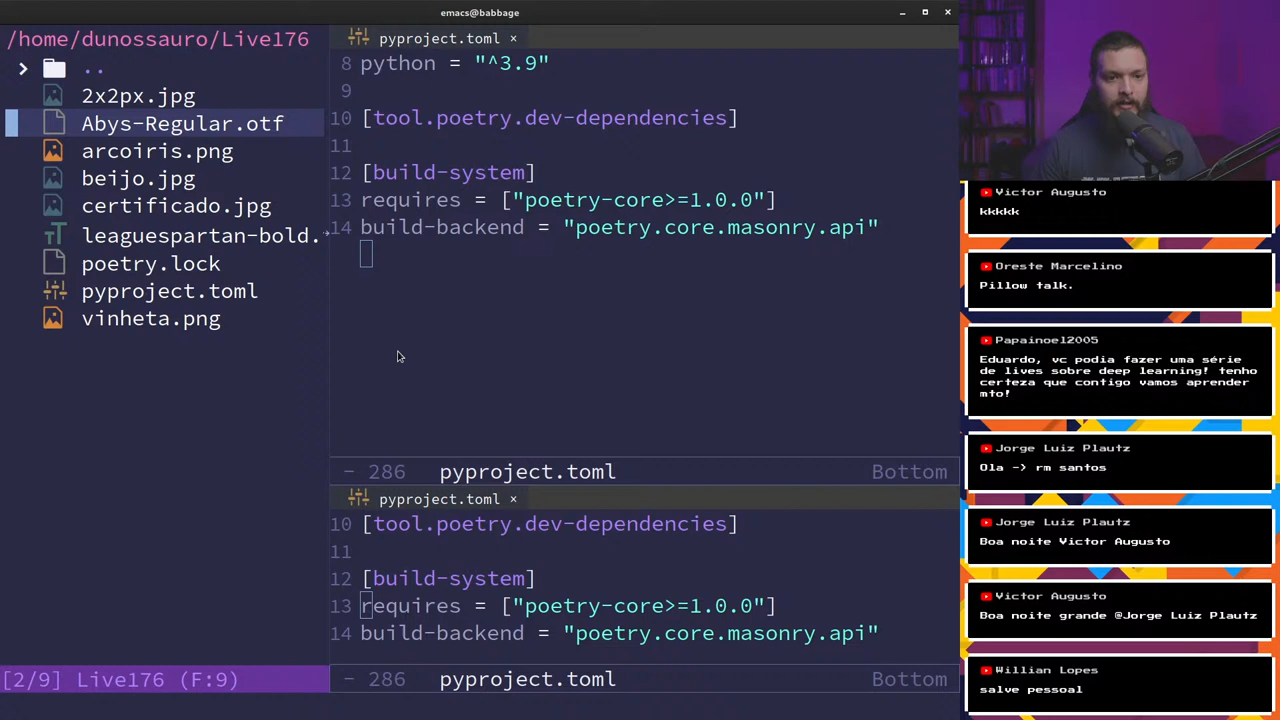 emacs@babbage
/home/dunossauro/Live176
..
2x2px.jpg
Abys-Regular.otf
arcoiris.png
beijo.jpg
certificado.jpg
leaguespartan-bold.
poetry.lock
pyproject.toml
vinheta.png
[2/9] Live176 (F:9)
pyproject.toml ×
8 python = "^3.9"
9
10 [tool.poetry.dev-dependencies]
11
12 [build-system]
13 requires = ["poetry-core>=1.0.0"]
14 build-backend = "poetry.core.masonry.api"
- 286 pyproject.toml Bottom
pyproject.toml ×
10 [tool.poetry.dev-dependencies]
11
12 [build-system]
13 requires = ["poetry-core>=1.0.0"]
14 build-backend = "poetry.core.masonry.api"
- 286 pyproject.toml Bottom
Victor Augusto
kkkkk
Oreste Marcelino
Pillow talk.
Papainoel2005
Eduardo, vc podia fazer uma série
de lives sobre deep learning! tenho
certeza que contigo vamos aprender
mto!
Jorge Luiz Plautz
Ola -> rm santos
Jorge Luiz Plautz
Boa noite Victor Augusto
Victor Augusto
Boa noite grande @Jorge Luiz Plautz
Willian Lopes
salve pessoal